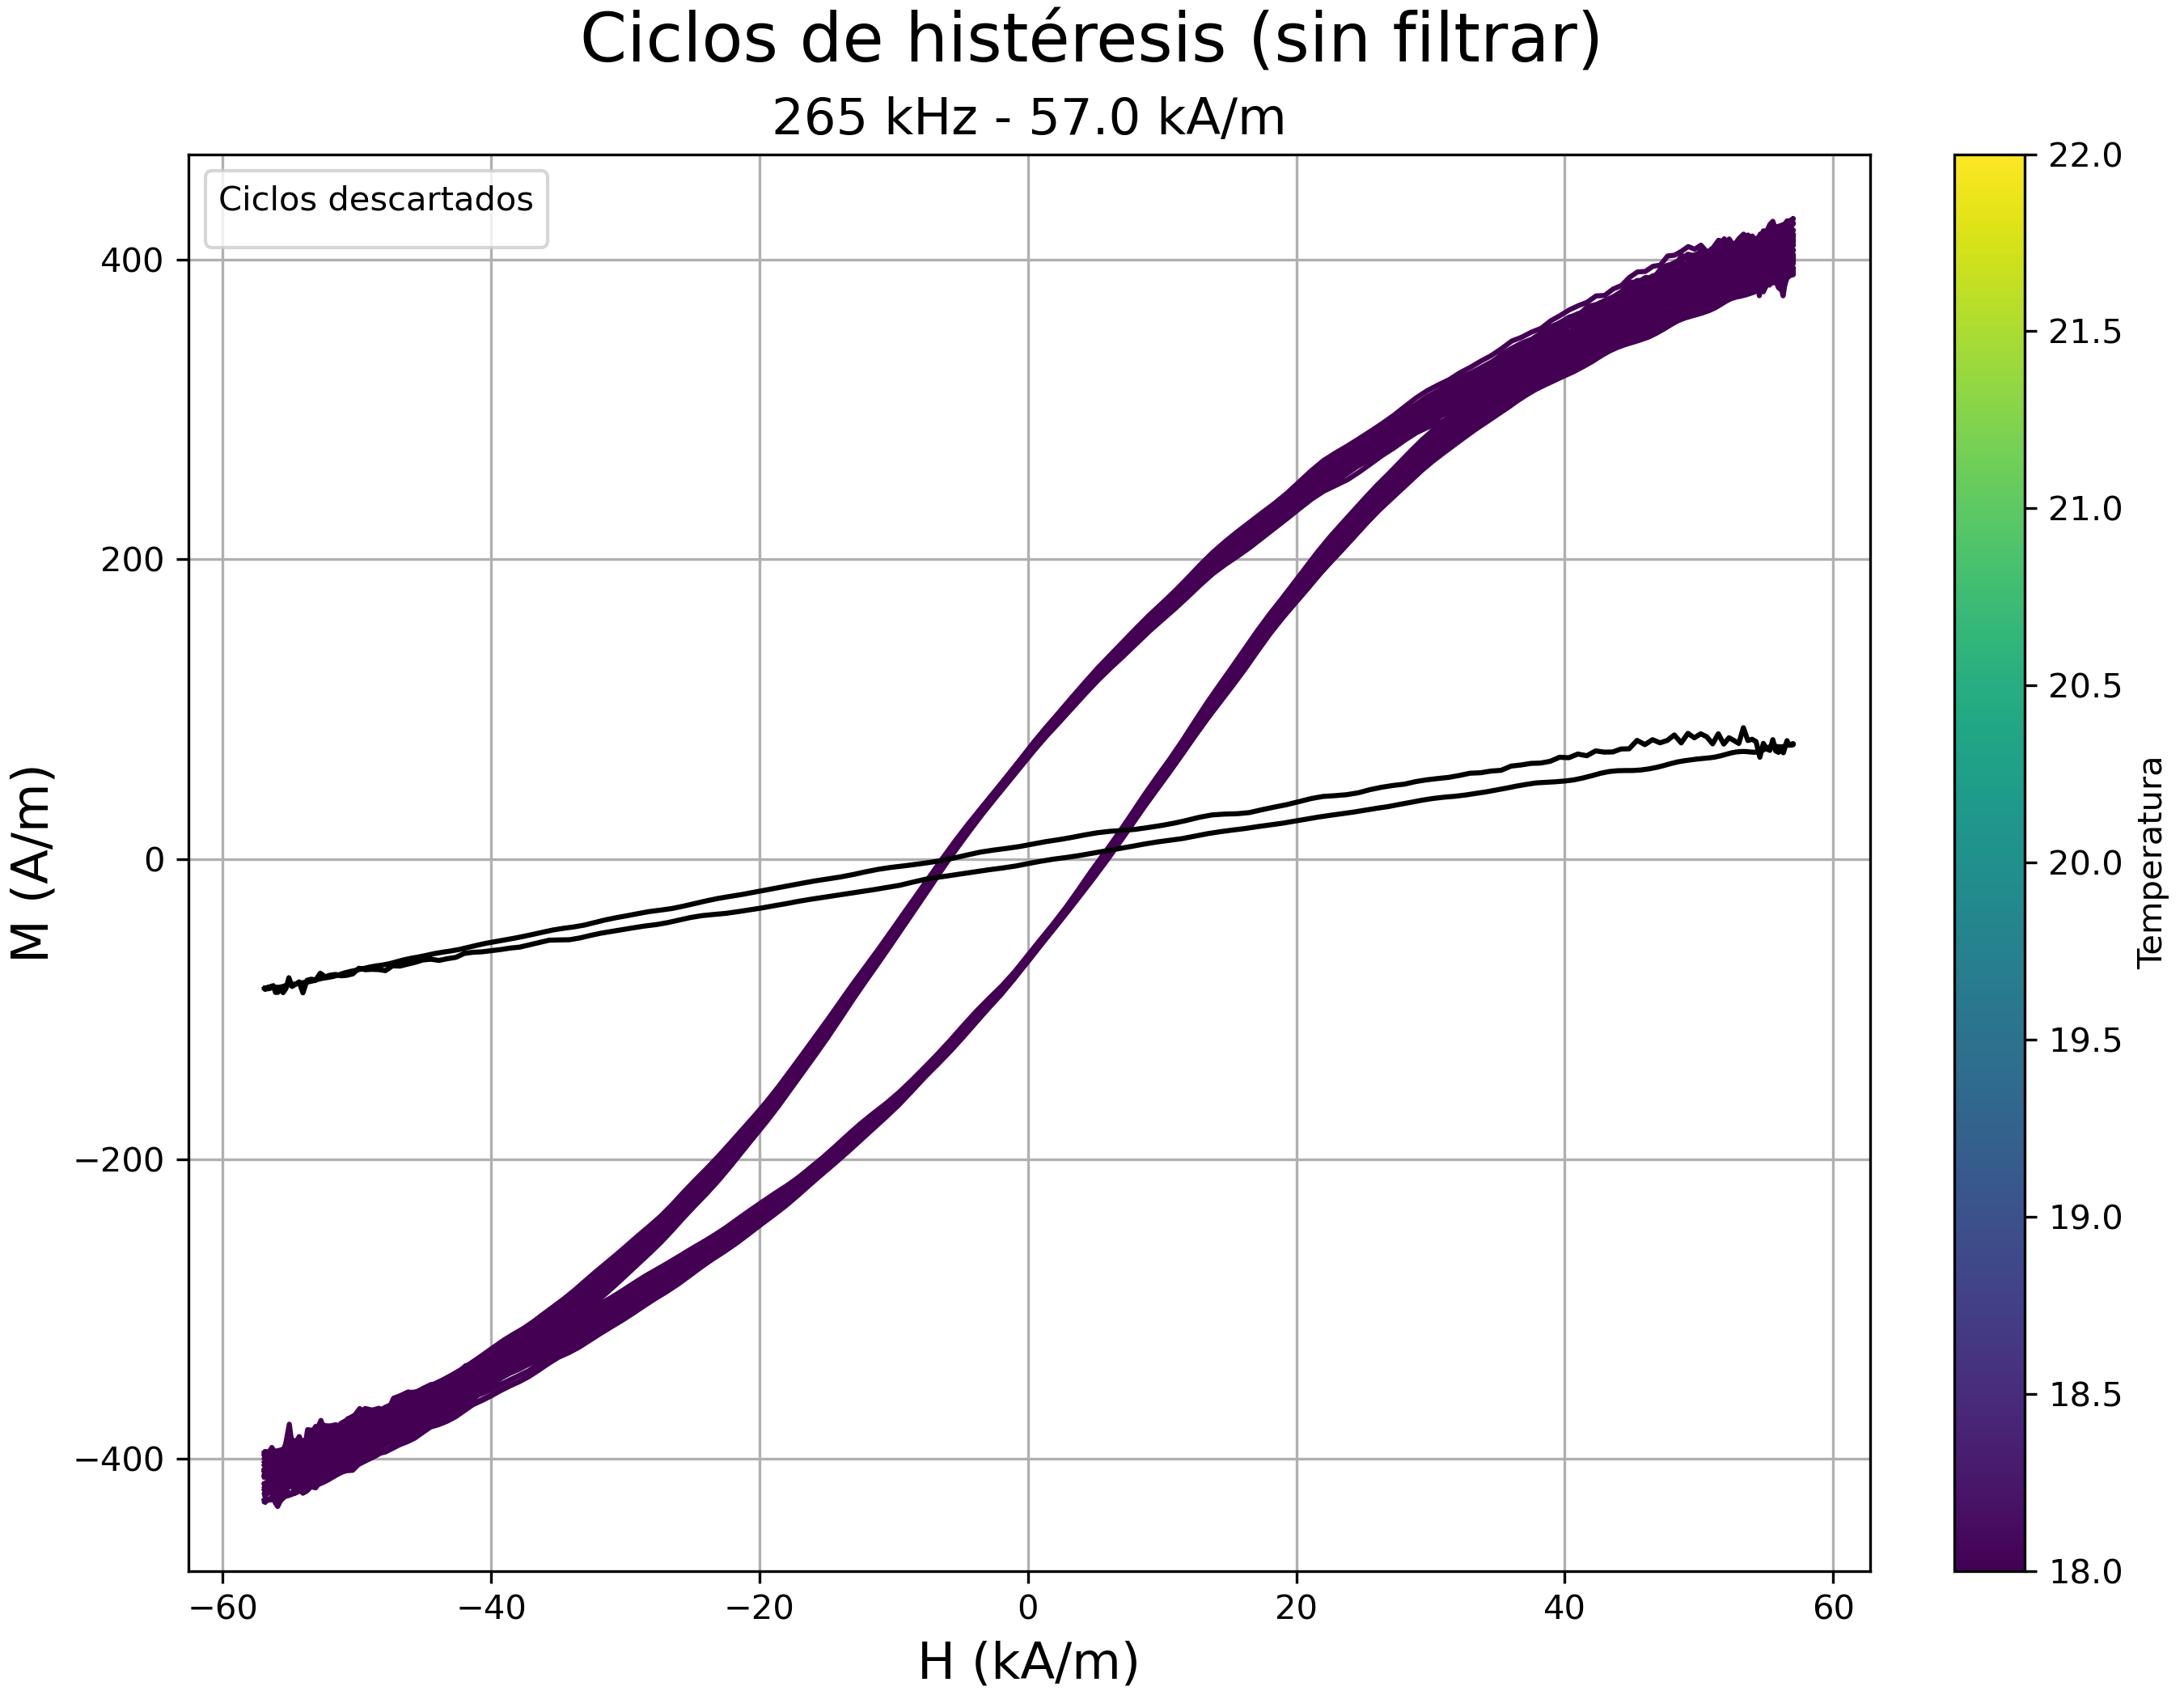 Ciclos de histéresis (sin filtrar)
265 kHz - 57.0 kA/m
Ciclos descartados
400
200
0
−200
−400
M (A/m)
−60 −40 −20 0 20 40 60
H (kA/m)
22.0
21.5
21.0
20.5
20.0
19.5
19.0
18.5
18.0
Temperatura